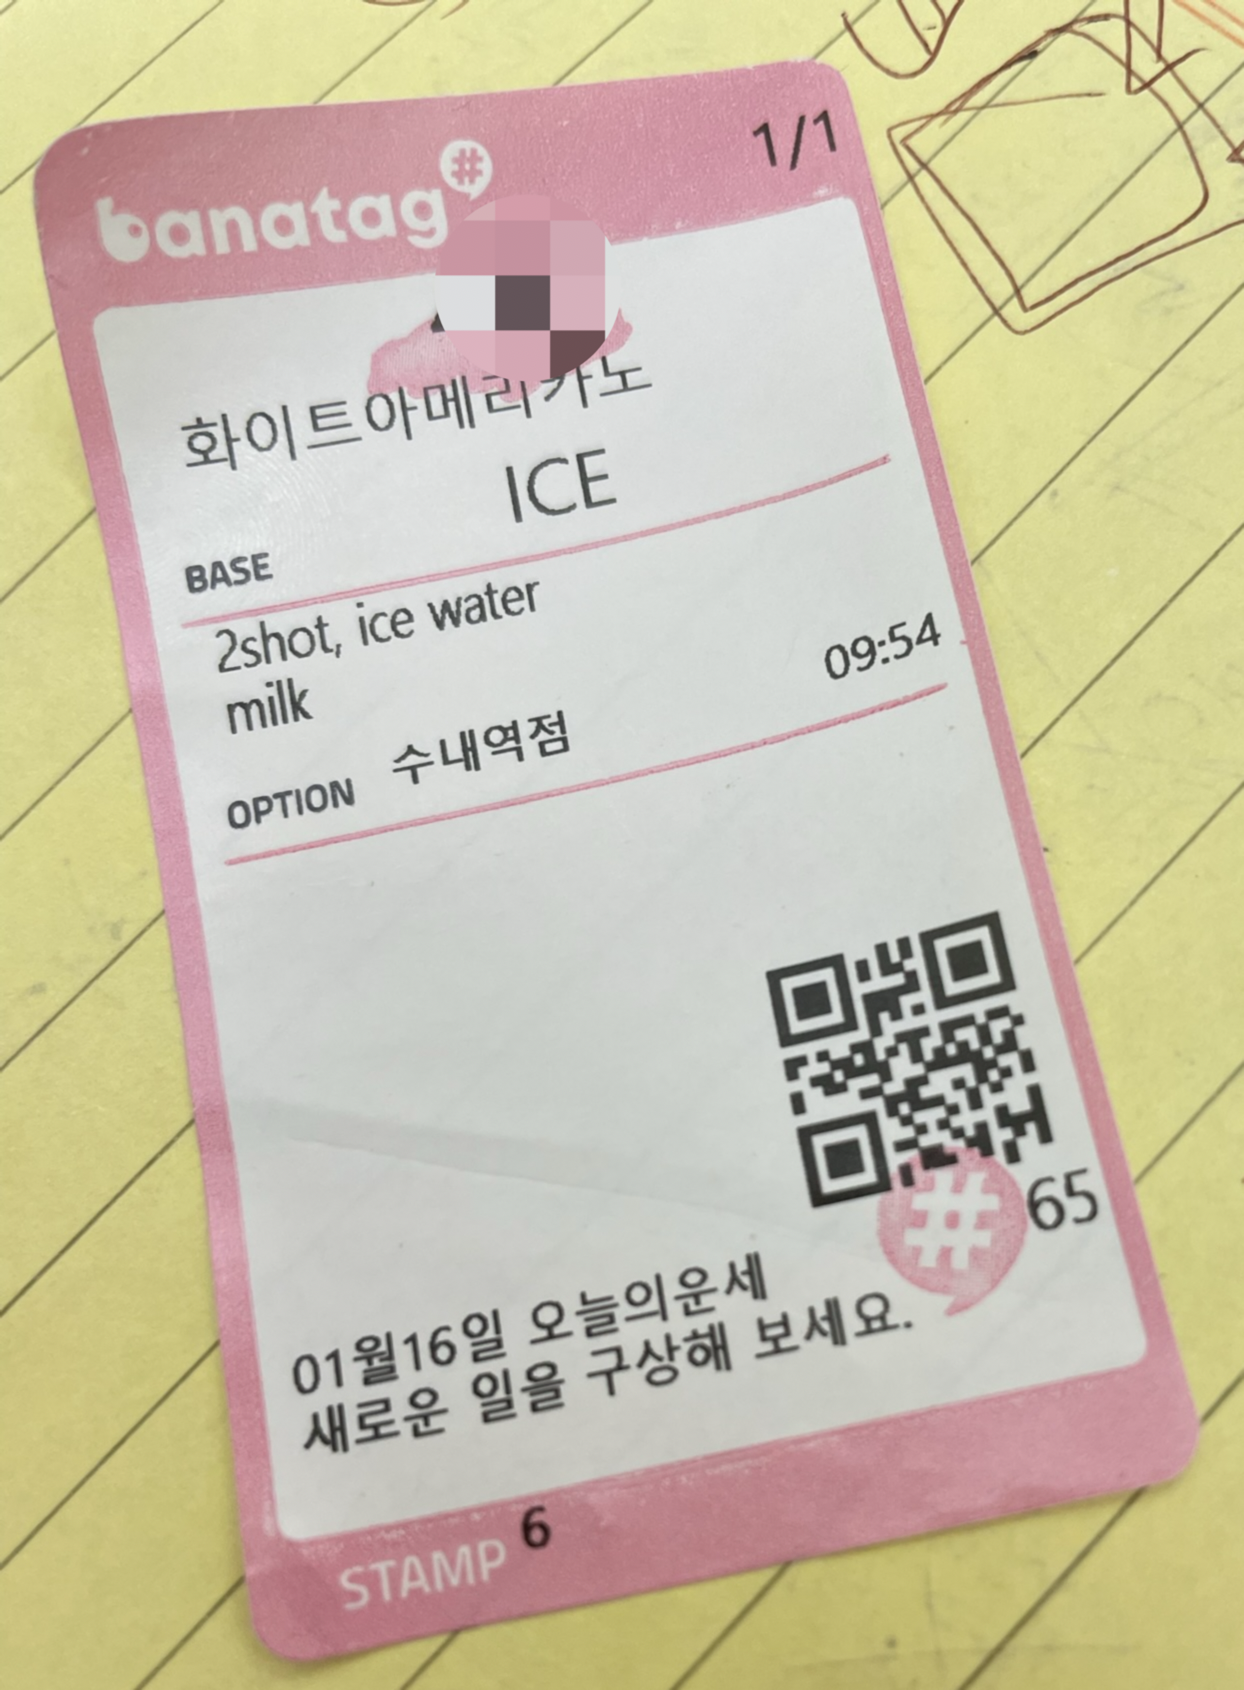 banatag#
1/1
화이트아메리카노
ICE
BASE
2shot, ice water
milk
09:54
OPTION 수내역점
# 65
01월16일 오늘의운세
새로운 일을 구상해 보세요.
STAMP 6